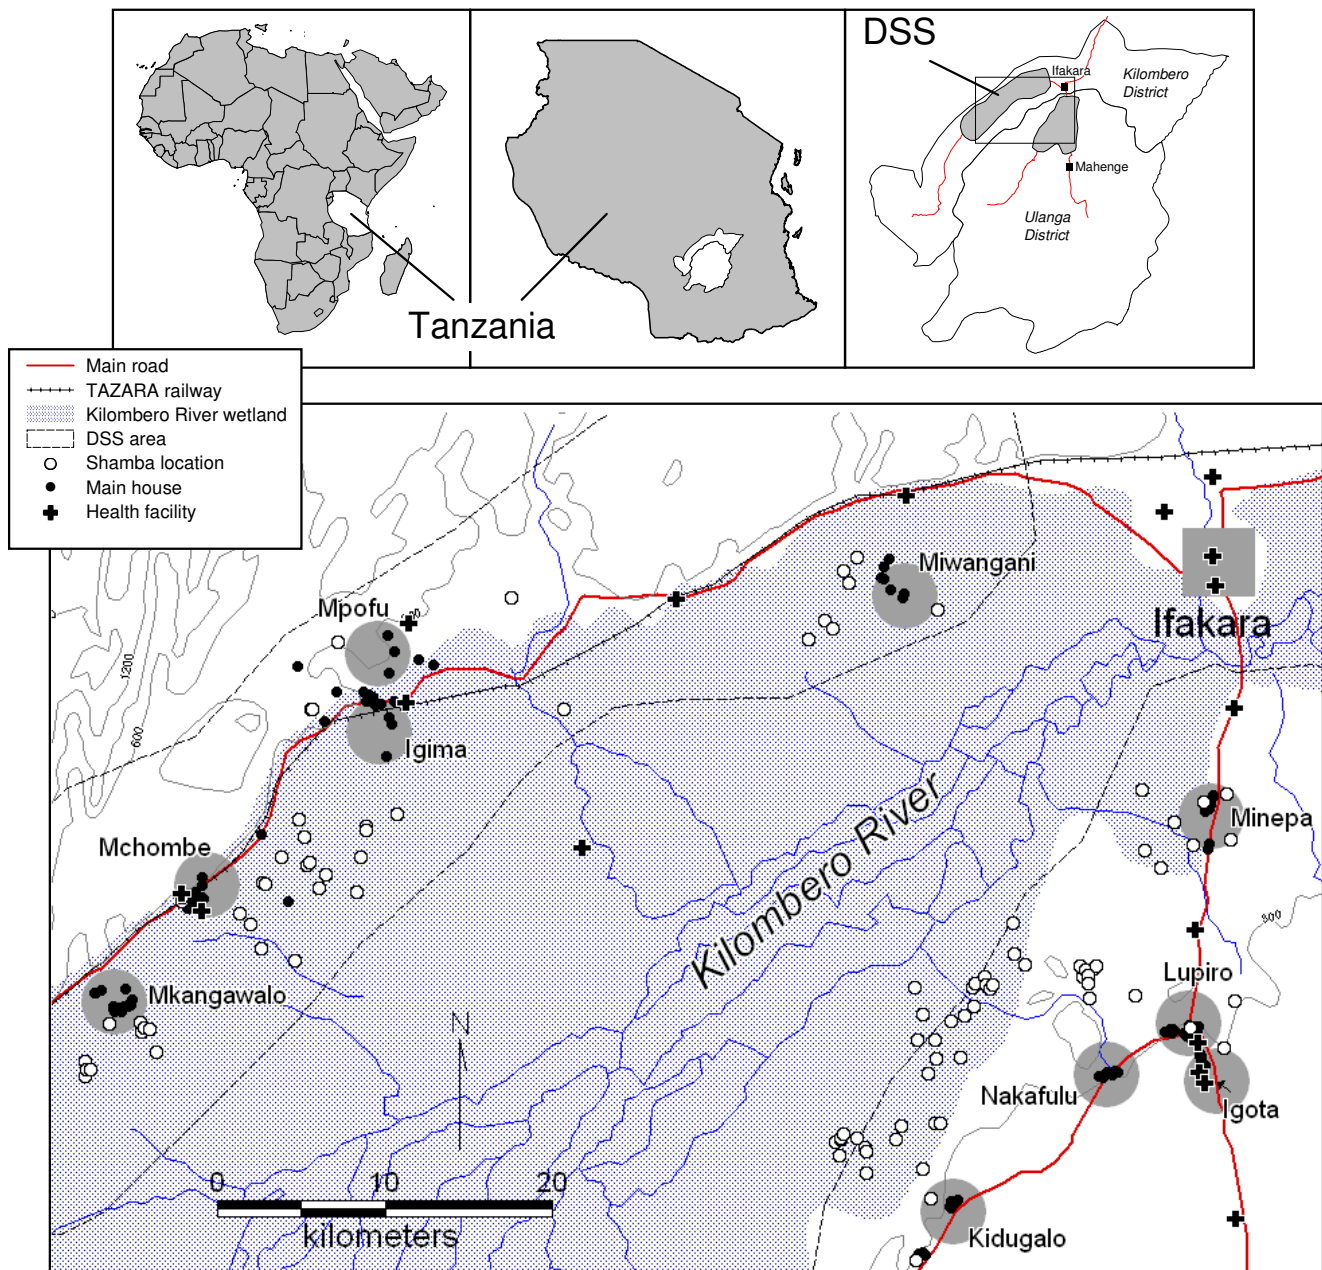 DSS
Ifakara
Kilombero
District
Mahenge
Ulanga
District
Tanzania
Main road
TAZARA railway
Kilombero River wetland
DSS area
Shamba location
Main house
Health facility
Miwangani
Mpofu
Ifakara
1200
600
Igima
Minepa
Mchombe
Kilombero River
300
Lupiro
Mkangawalo
N
Nakafulu
Igota
0 10 20
kilometers
Kidugalo